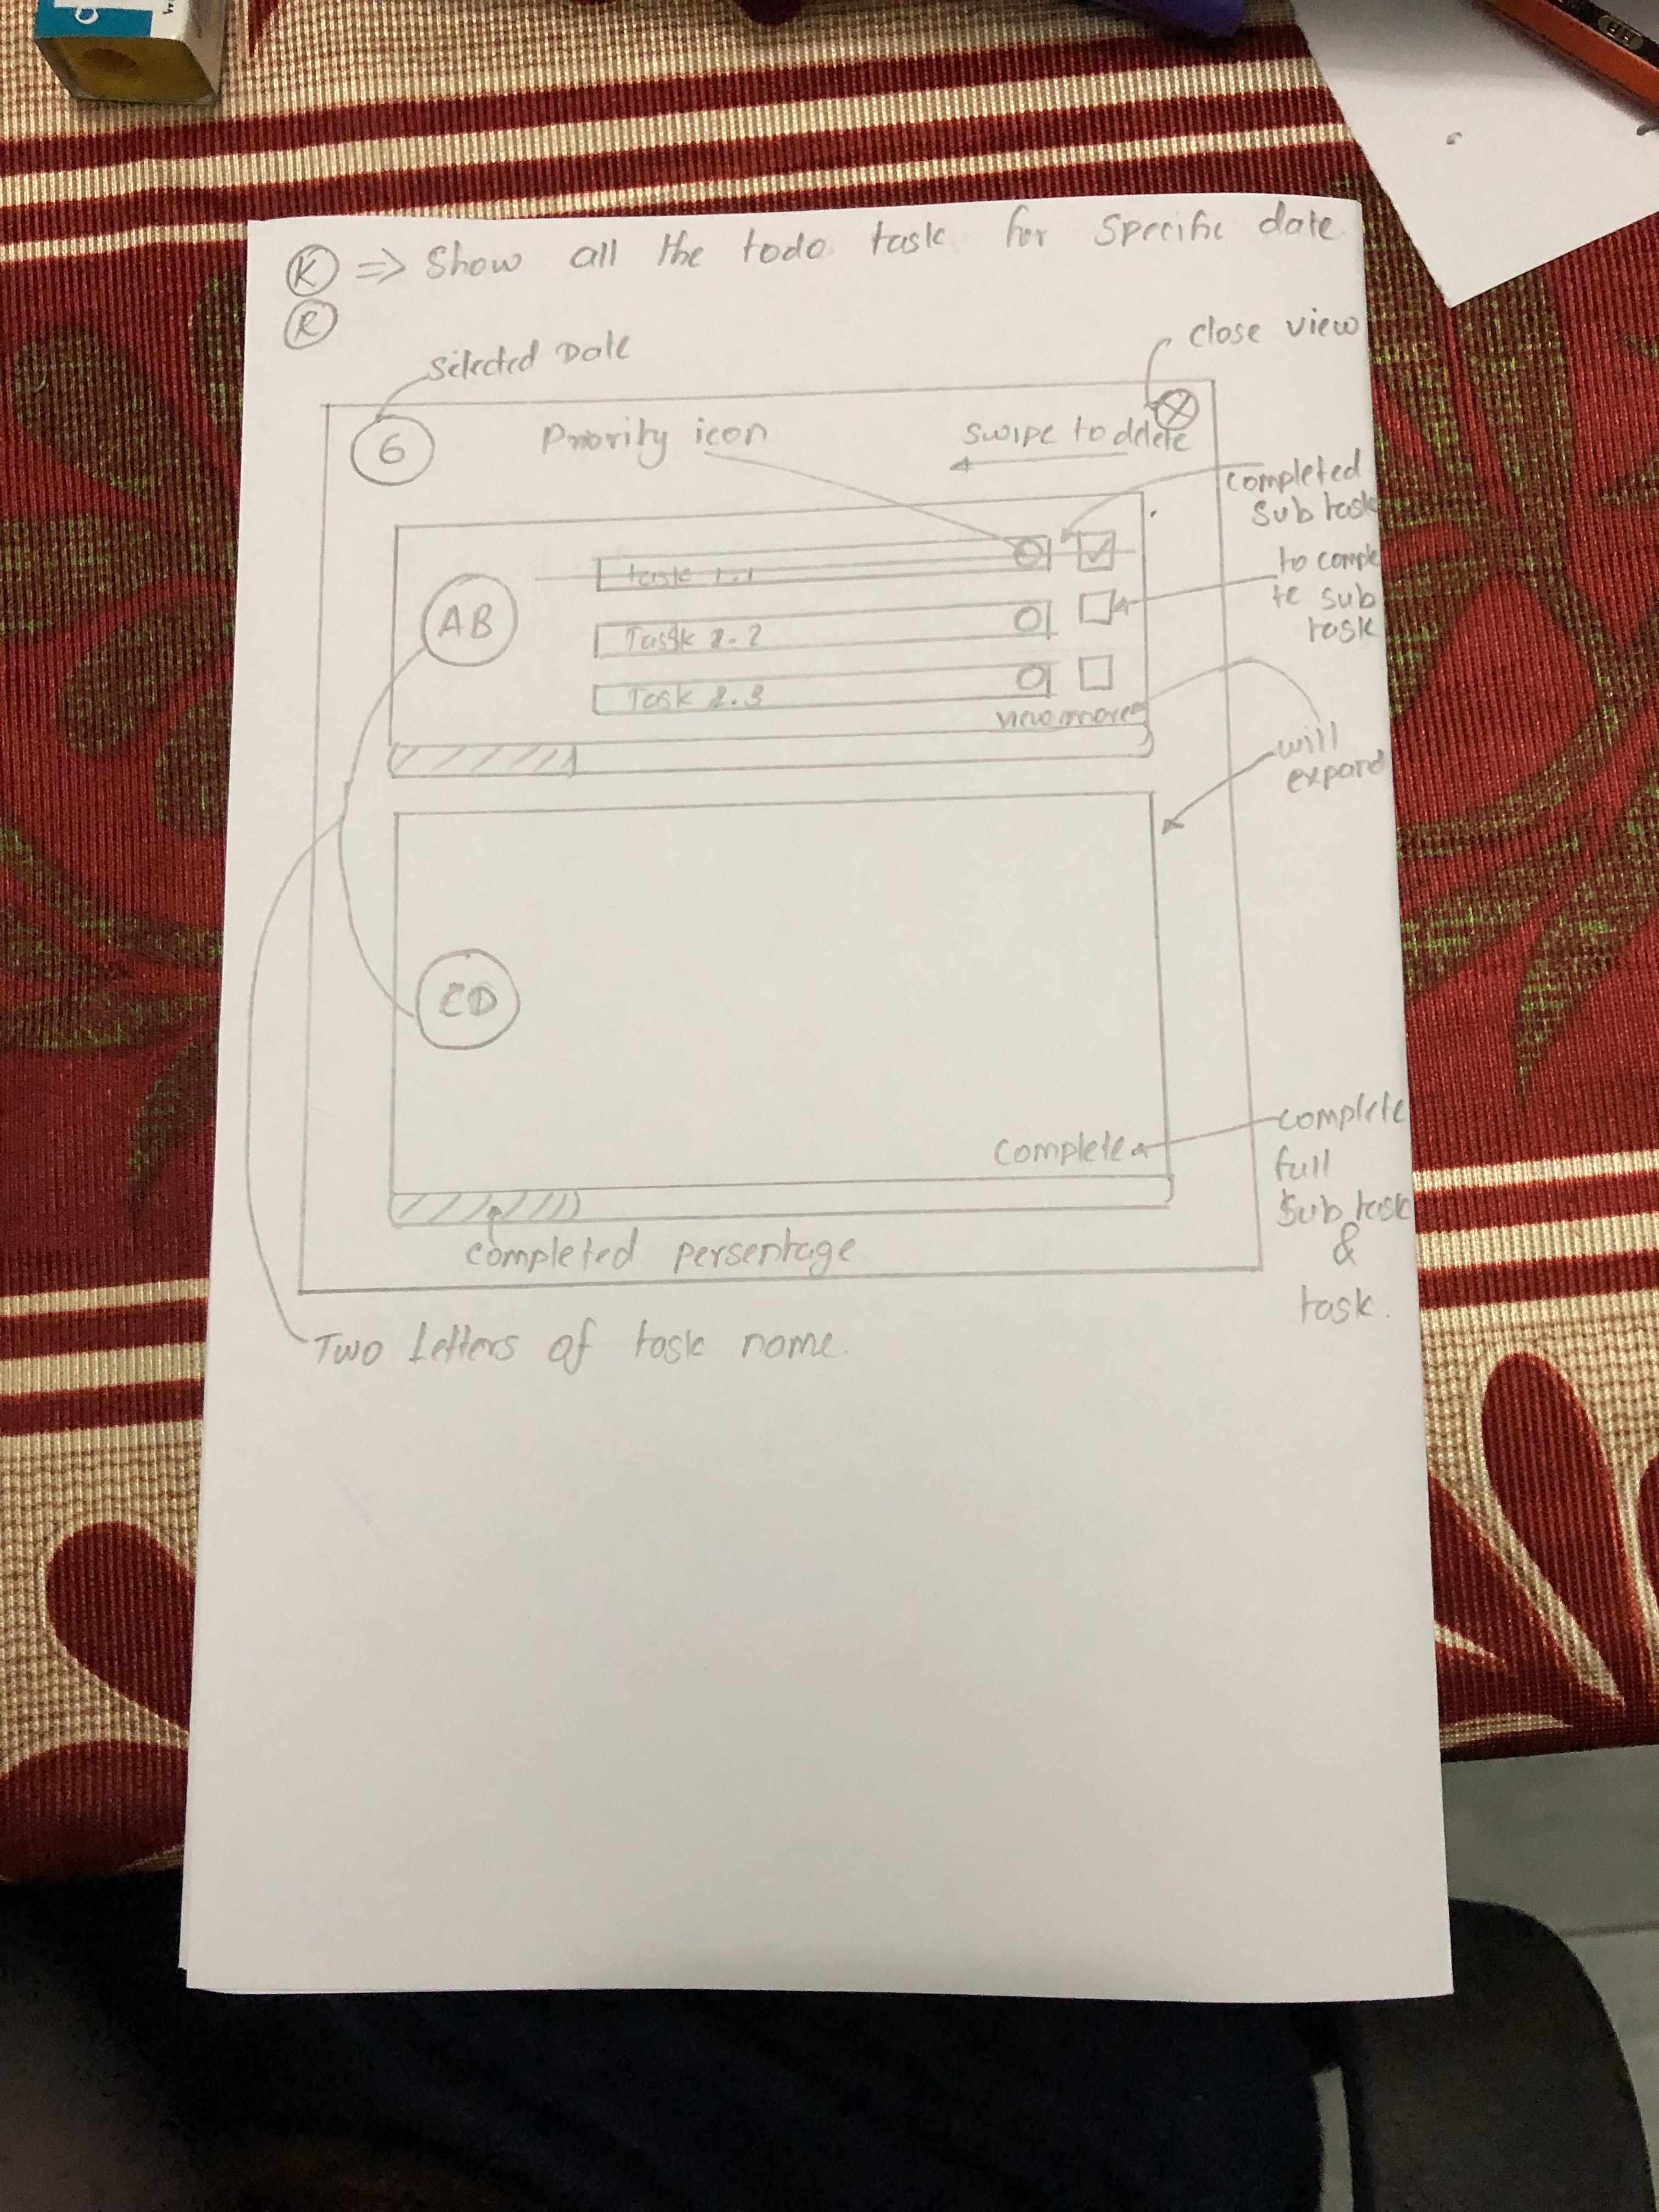 K => Show all the todo task for specific date
R
Selected Date
close view
6
Priority icon
swipe to delete
completed
Sub task
task 1.1
to comple
te sub
task
AB
Task 1.2
Task 1.3
view more
will
expand
CD
complete
complete
full
Sub task
&
task.
completed persentage
Two Letters of task name.